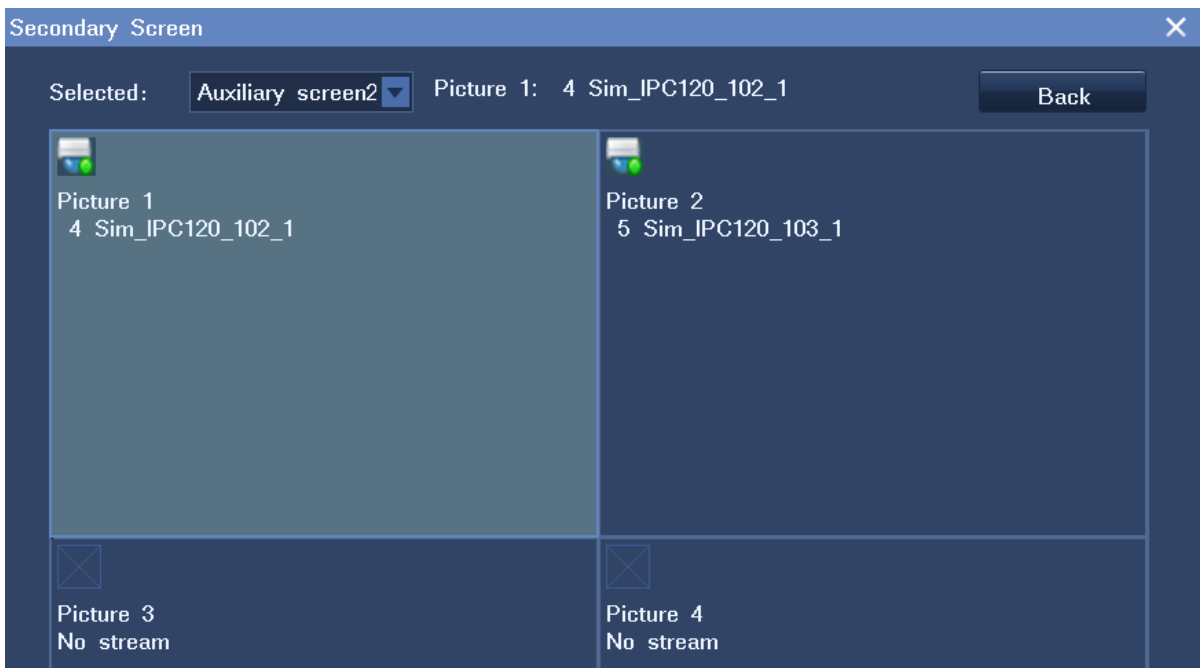 Secondary Screen
Selected: Auxiliary screen2 Picture 1: 4 Sim_IPC120_102_1 Back
Picture 1
4 Sim_IPC120_102_1
Picture 2
5 Sim_IPC120_103_1
Picture 3
No stream
Picture 4
No stream